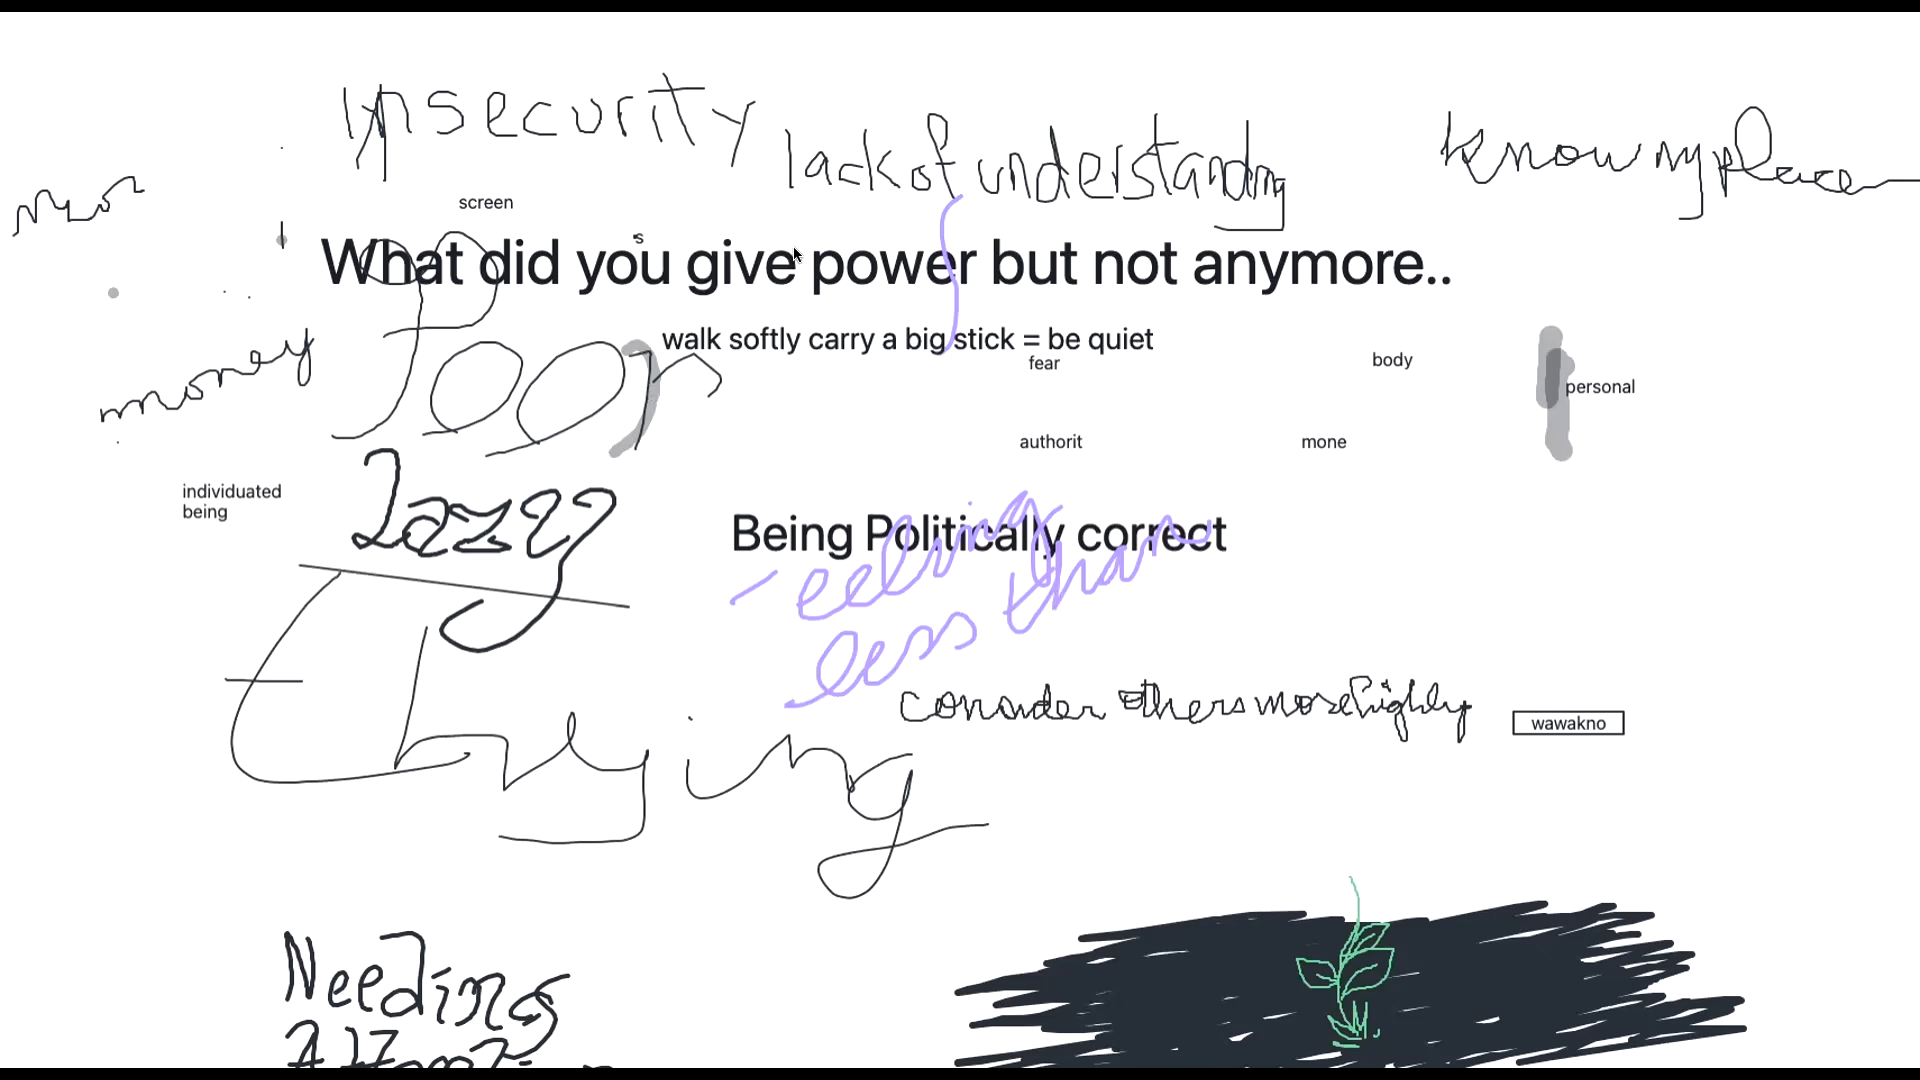 Insecurity
lack of understanding
know my place
screen
s
What did you give power but not anymore..
walk softly carry a big stick = be quiet
fear
body
personal
money
Poor
authorit
mone
individuated
being
Lazy
Being Politically correct
feeling
less than
consider others more highly
wawakno
trying
Needing